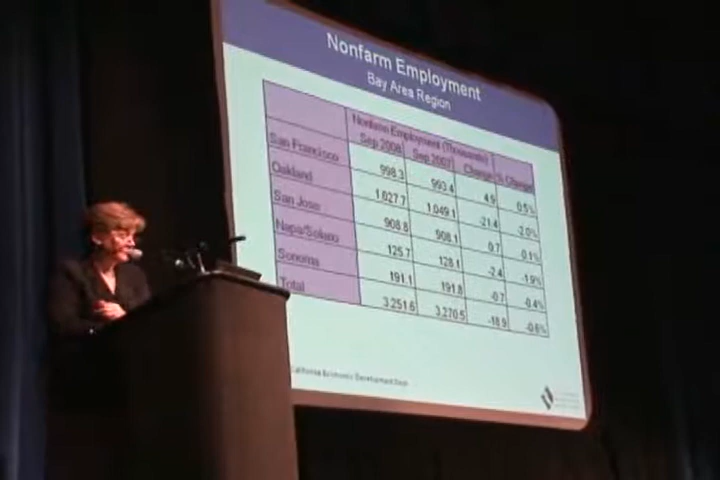 Nonfarm Employment
Bay Area Region
Nonfarm Employment (Thousands)
Sep 2008 Sep 2007 Change % Change
San Francisco 998.3 993.4 4.9 0.5%
Oakland 1,027.7 1,049.1 -21.4 -2.0%
San Jose 908.8 908.1 0.7 0.1%
Napa/Solano 125.7 128.1 -2.4 -1.9%
Sonoma 191.1 191.8 -0.7 -0.4%
Total 3,251.6 3,270.5 -18.9 -0.6%
California Economic Development Dept.